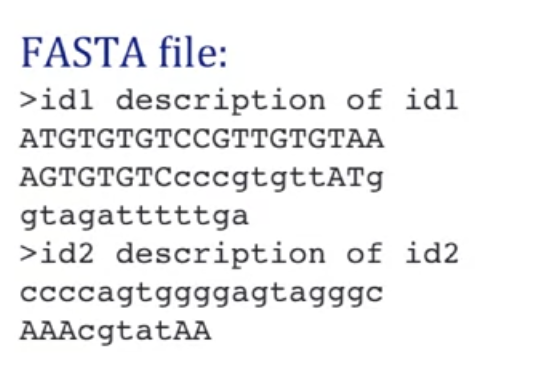 FASTA file:
>id1 description of id1
ATGTGTGTCCGTTGTGTAA
AGTGTGTCcccgtgttATg
gtagatttttga
>id2 description of id2
ccccagtggggagtagggc
AAAcgtatAA